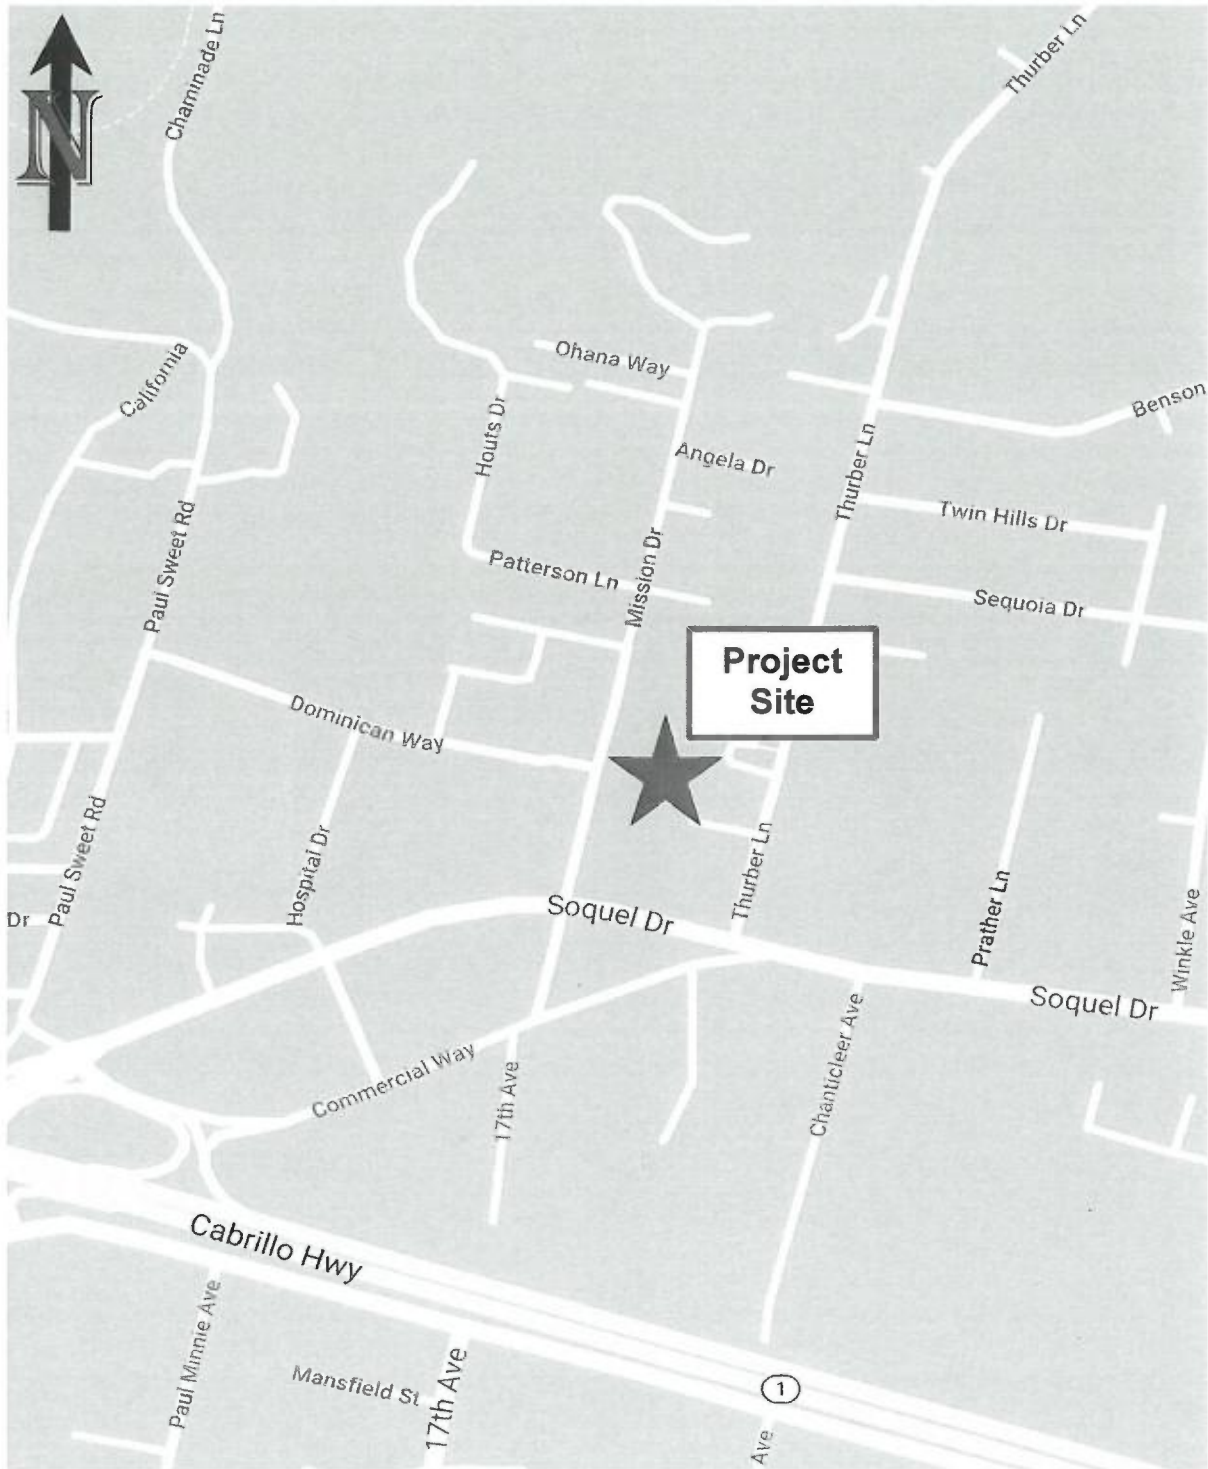 N
Chaminade Ln
Thurber Ln
California
Ohana Way
Benson
Houts Dr
Angela Dr
Thurber Ln
Twin Hills Dr
Paul Sweet Rd
Patterson Ln
Mission Dr
Sequoia Dr
Project
Site
Dominican Way
Paul Sweet Rd
Hospital Dr
Thurber Ln
Dr
Soquel Dr
Prather Ln
Winkle Ave
Soquel Dr
Commercial Way
17th Ave
Chanticleer Ave
Cabrillo Hwy
Paul Minnie Ave
Mansfield St
17th Ave
1
Ave